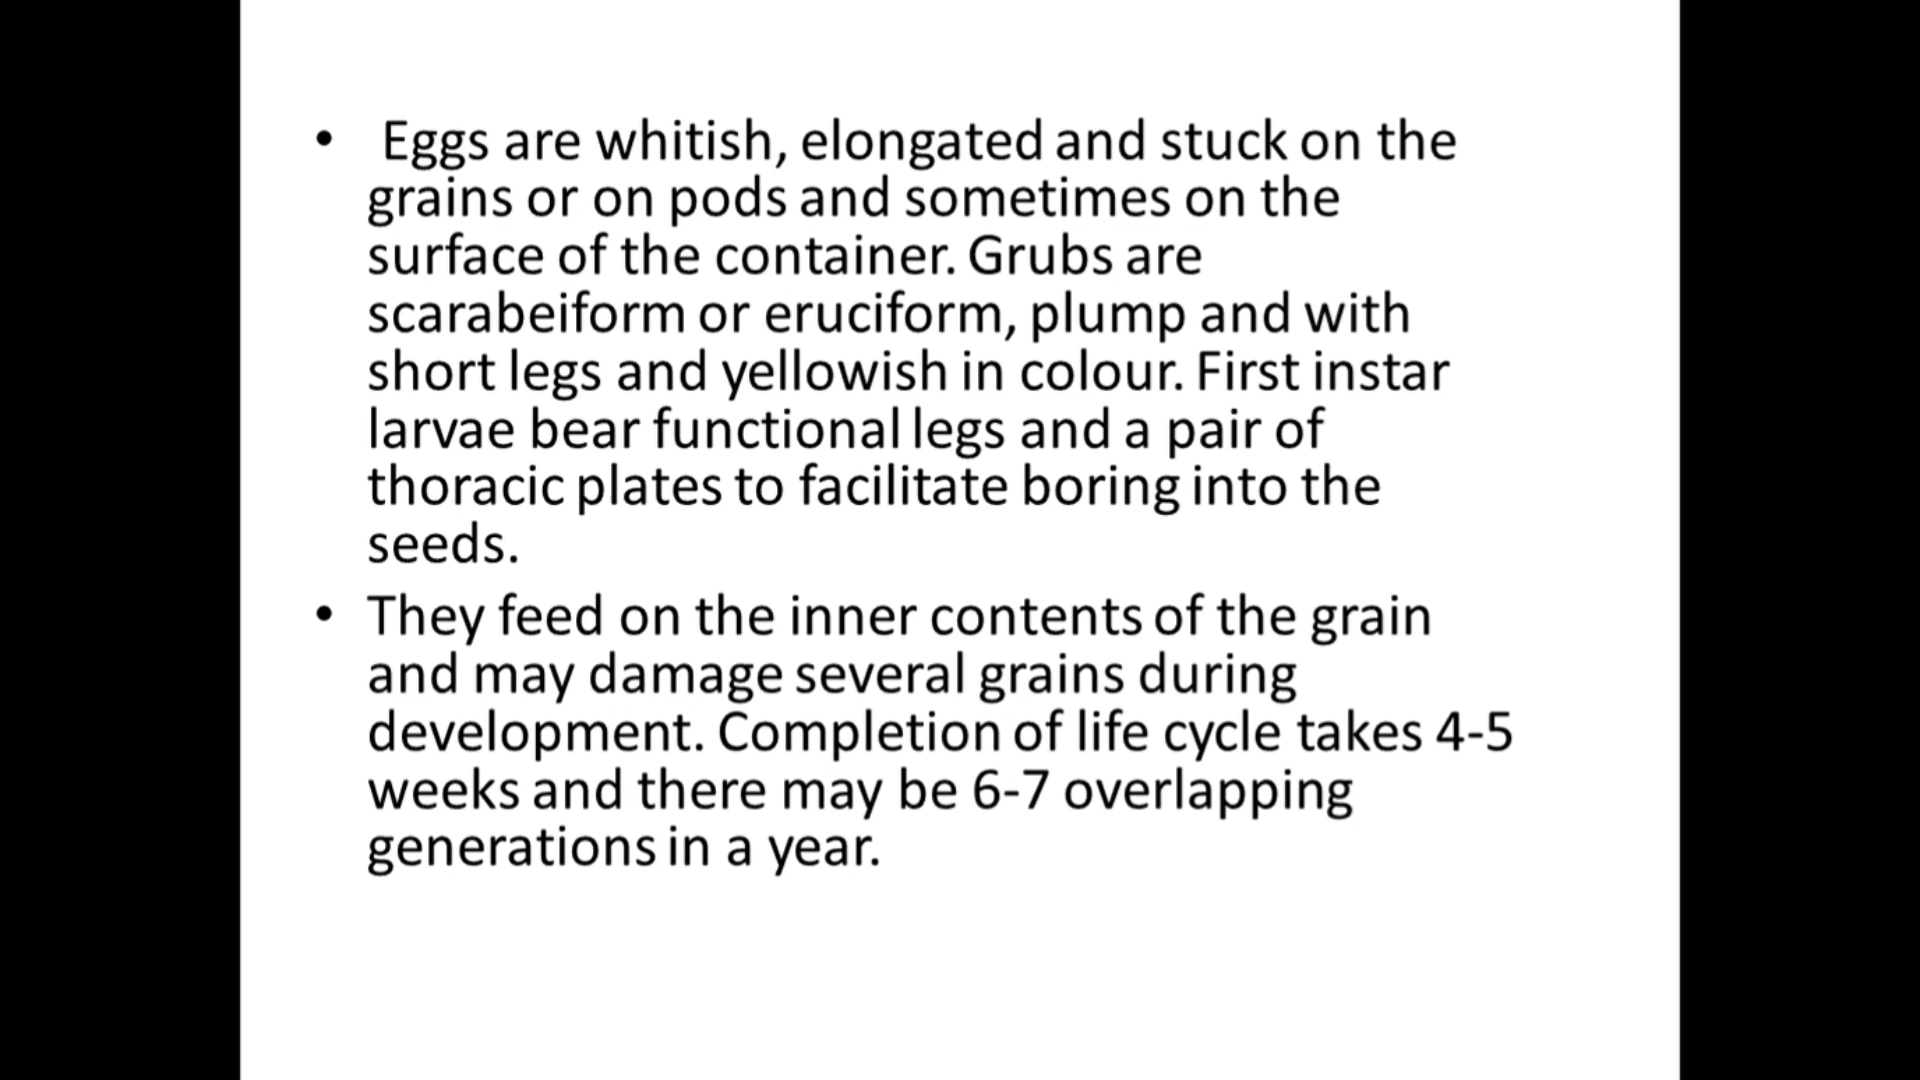 • Eggs are whitish, elongated and stuck on the
grains or on pods and sometimes on the
surface of the container. Grubs are
scarabeiform or eruciform, plump and with
short legs and yellowish in colour. First instar
larvae bear functional legs and a pair of
thoracic plates to facilitate boring into the
seeds.
• They feed on the inner contents of the grain
and may damage several grains during
development. Completion of life cycle takes 4-5
weeks and there may be 6-7 overlapping
generations in a year.